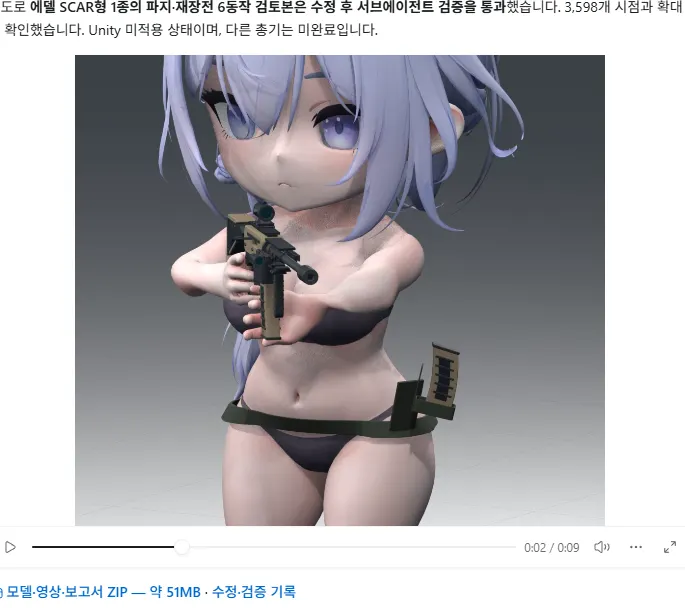 도로 에델 SCAR형 1종의 파지·재장전 6동작 검토본은 수정 후 서브에이전트 검증을 통과했습니다. 3,598개 시점과 확대
확인했습니다. Unity 미적용 상태이며, 다른 총기는 미완료입니다.
0:02 / 0:09
모델·영상·보고서 ZIP — 약 51MB · 수정·검증 기록